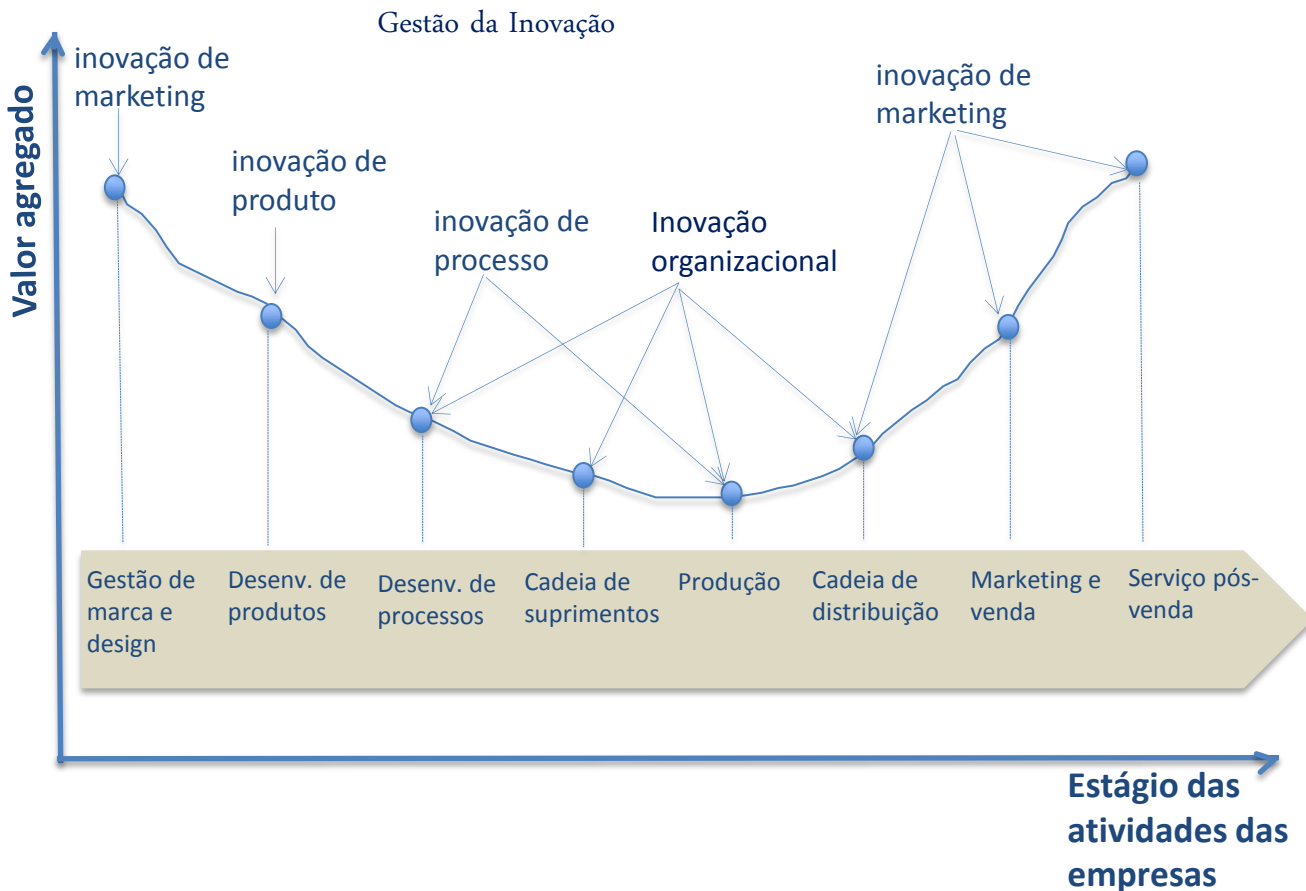 Gestão da Inovação
inovação de
marketing
inovação de
produto
inovação de
processo
Inovação
organizacional
inovação de
marketing
Valor agregado
Gestão de
marca e
design
Desenv. de
produtos
Desenv. de
processos
Cadeia de
suprimentos
Produção
Cadeia de
distribuição
Marketing e
venda
Serviço pós-
venda
Estágio das
atividades das
empresas